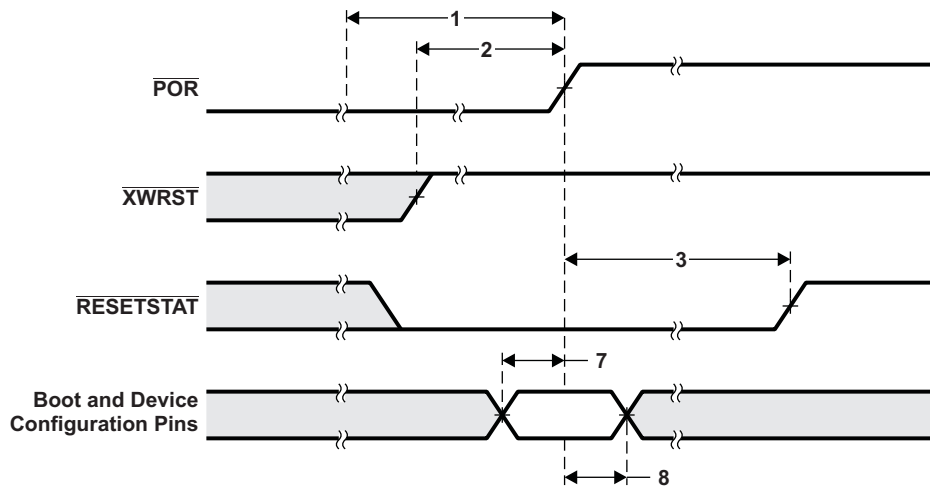 1
2
POR
XWRST
3
RESETSTAT
7
Boot and Device
Configuration Pins
8